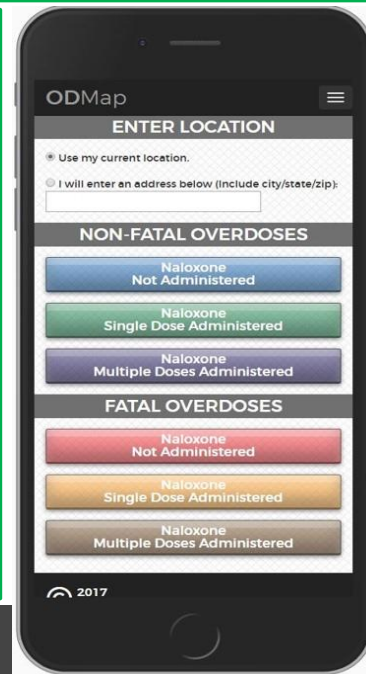 ODMap
ENTER LOCATION
Use my current location.
I will enter an address below (Include city/state/zip):
NON-FATAL OVERDOSES
Naloxone
Not Administered
Naloxone
Single Dose Administered
Naloxone
Multiple Doses Administered
FATAL OVERDOSES
Naloxone
Not Administered
Naloxone
Single Dose Administered
Naloxone
Multiple Doses Administered
© 2017